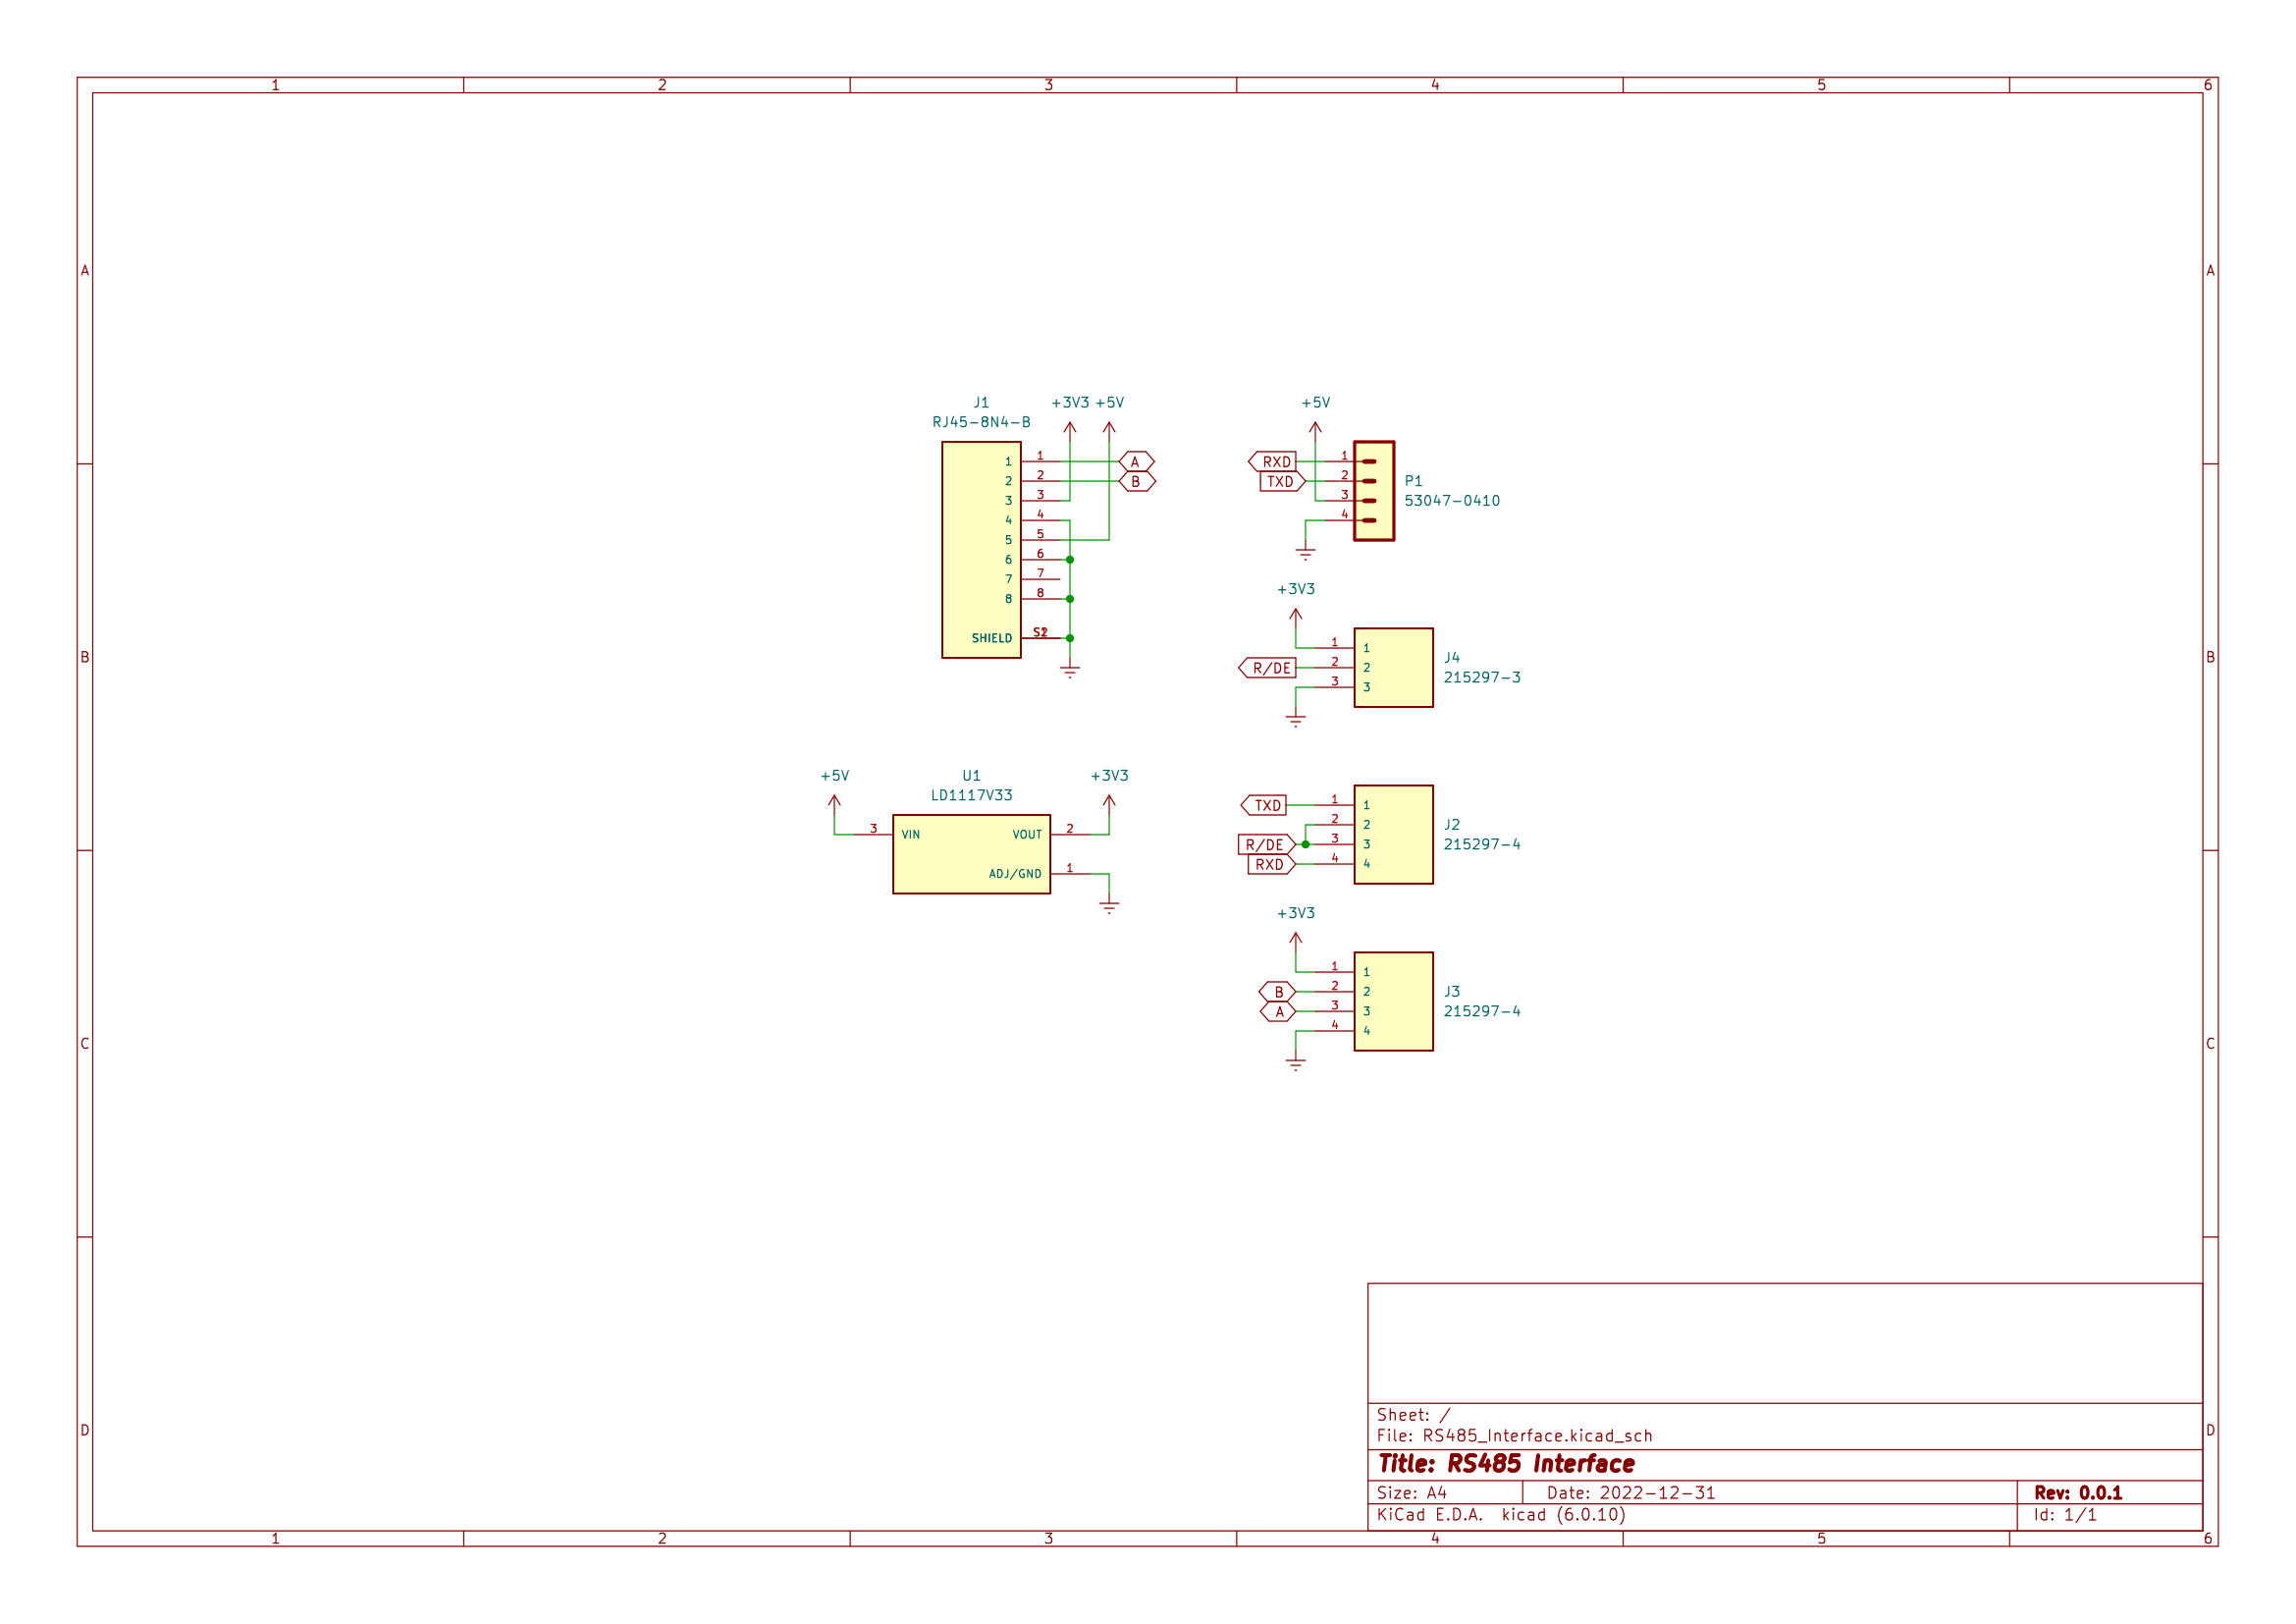 1 2 3 4 5 6
A A
J1 +3V3 +5V +5V
RJ45-8N4-B
1 1 A RXD 1
2 2 B TXD 2 P1
3 3 3 53047-0410
4 4 4
5 5
6 6
7 7 +3V3
8 8
SHIELD
1 1
B B
R/DE 2 2 J4
3 3 215297-3
+5V U1 +3V3
LD1117V33
TXD 1 1
2 2 J2
3 VIN VOUT 2
R/DE 3 3 215297-4
RXD 4 4
ADJ/GND 1
+3V3
1 1
B 2 2 J3
A 3 3 215297-4
4 4
C C
Sheet: /
File: RS485_Interface.kicad_sch
D D
Title: RS485 Interface
Size: A4 Date: 2022-12-31 Rev: 0.0.1
KiCad E.D.A. kicad (6.0.10) Id: 1/1
1 2 3 4 5 6